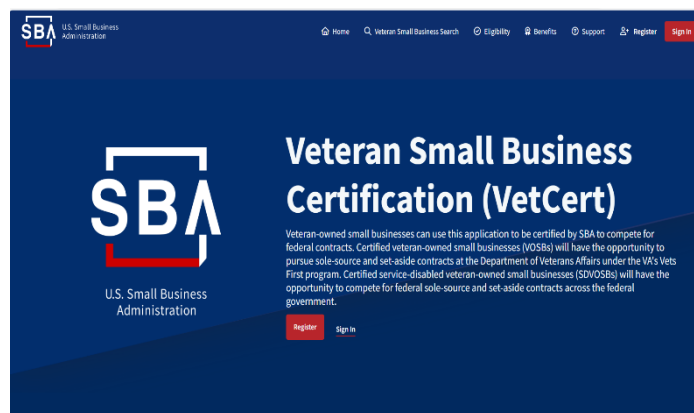 SBA
U.S. Small Business
Administration
Home Veteran Small Business Search Eligibility Benefits Support Register Sign In
SBA
U.S. Small Business
Administration
Veteran Small Business
Certification (VetCert)
Veteran-owned small businesses can use this application to be certified by SBA to compete for
federal contracts. Certified veteran-owned small businesses (VOSBs) will have the opportunity to
pursue sole-source and set-aside contracts at the Department of Veterans Affairs under the VA's Vets
First program. Certified service-disabled veteran-owned small businesses (SDVOSBs) will have the
opportunity to compete for federal sole-source and set-aside contracts across the federal
government.
Register Sign In